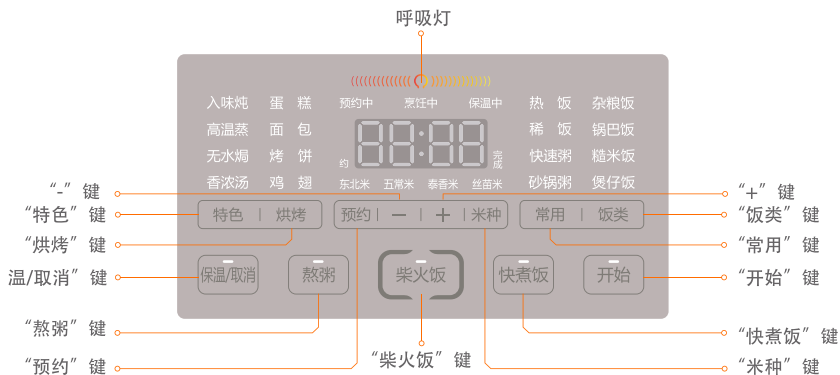 呼吸灯
入味炖 蛋糕 预约中 烹饪中 保温中 热饭 杂粮饭
高温蒸 面包 88:88 稀饭 锅巴饭
无水焗 烤饼 约 完成 快速粥 糙米饭
香浓汤 鸡翅 东北米 五常米 泰香米 丝苗米 砂锅粥 煲仔饭
“-”键 “+”键
“特色”键 特色 | 烘烤 预约 | − | + | 米种 常用 | 饭类 “饭类”键
“烘烤”键 “常用”键
温/取消”键 保温/取消 熬粥 柴火饭 快煮饭 开始 “开始”键
“熬粥”键 “快煮饭”键
“预约”键 “柴火饭”键 “米种”键